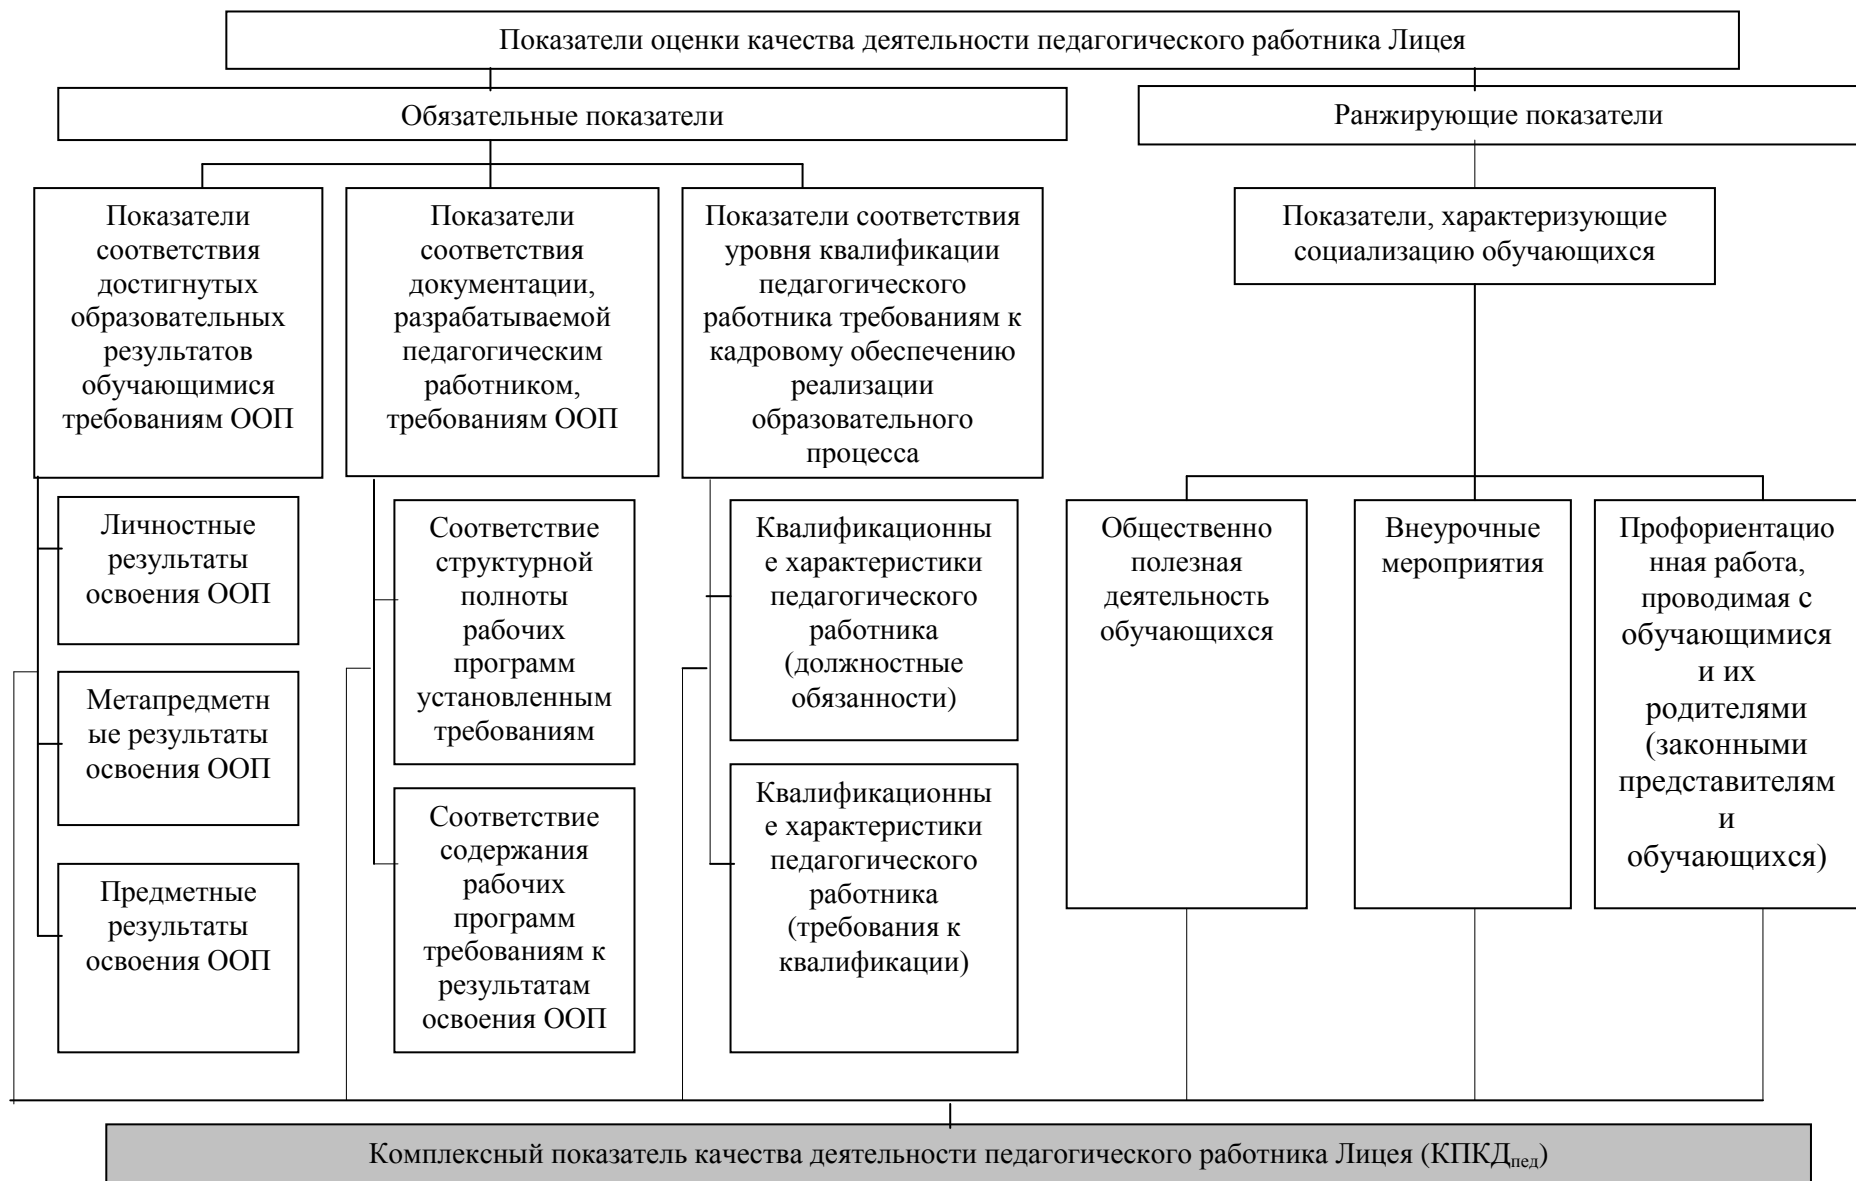 Показатели оценки качества деятельности педагогического работника Лицея
Обязательные показатели
Ранжирующие показатели
Показатели
соответствия
достигнутых
образовательных
результатов
обучающимися
требованиям ООП
Показатели
соответствия
документации,
разрабатываемой
педагогическим
работником,
требованиям ООП
Показатели соответствия
уровня квалификации
педагогического
работника требованиям к
кадровому обеспечению
реализации
образовательного
процесса
Показатели, характеризующие
социализацию обучающихся
Личностные
результаты
освоения ООП
Метапредметн
ые результаты
освоения ООП
Предметные
результаты
освоения ООП
Соответствие
структурной
полноты
рабочих
программ
установленным
требованиям
Соответствие
содержания
рабочих
программ
требованиям к
результатам
освоения ООП
Квалификационны
е характеристики
педагогического
работника
(должностные
обязанности)
Квалификационны
е характеристики
педагогического
работника
(требования к
квалификации)
Общественно
полезная
деятельность
обучающихся
Внеурочные
мероприятия
Профориентацио
нная работа,
проводимая с
обучающимися
и их
родителями
(законными
представителям
и
обучающихся)
Комплексный показатель качества деятельности педагогического работника Лицея (КПКДпед)